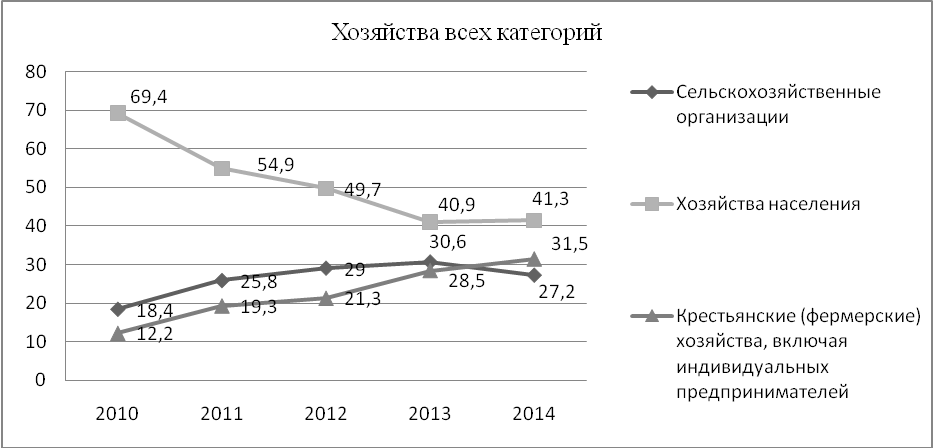 Хозяйства всех категорий
80
70
60
50
40
30
20
10
0
69,4
54,9
49,7
40,9
41,3
18,4
25,8
29
30,6
27,2
12,2
19,3
21,3
28,5
31,5
2010 2011 2012 2013 2014
Сельскохозяйственные
организации
Хозяйства населения
Крестьянские (фермерские)
хозяйства, включая
индивидуальных
предпринимателей